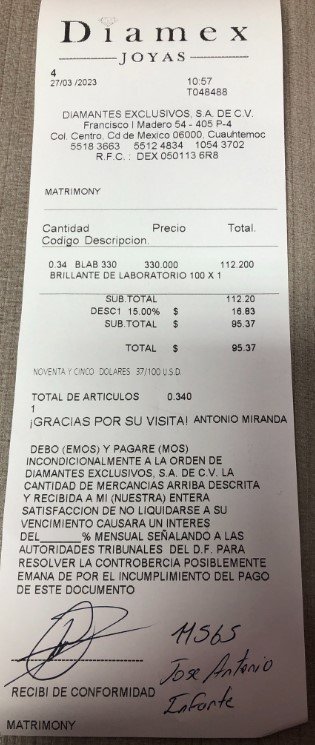 Diamex
JOYAS
4
27/03 /2023 10:57
T048488
DIAMANTES EXCLUSIVOS, S.A. DE C.V.
Francisco I Madero 54 - 405 P-4
Col. Centro, Cd de Mexico 06000, Cuauhtemoc
5518 3663 5512 4834 1054 3702
R.F.C.: DEX 050113 6R8
MATRIMONY
Cantidad Precio Total.
Codigo Descripcion.
0.34 BLAB 330 330.000 112.200
BRILLANTE DE LABORATORIO 100 X 1
SUB.TOTAL 112.20
DESC1 15.00% $ 16.83
SUB.TOTAL $ 95.37
TOTAL $ 95.37
NOVENTA Y CINCO DOLARES 37/100 U.S.D.
TOTAL DE ARTICULOS 0.340
1
¡GRACIAS POR SU VISITA! ANTONIO MIRANDA
DEBO (EMOS) Y PAGARE (MOS)
INCONDICIONALMENTE A LA ORDEN DE
DIAMANTES EXCLUSIVOS, S.A. DE C.V. LA
CANTIDAD DE MERCANCIAS ARRIBA DESCRITA
Y RECIBIDA A MI (NUESTRA) ENTERA
SATISFACCION DE NO LIQUIDARSE A SU
VENCIMIENTO CAUSARA UN INTERES
DEL______% MENSUAL SEÑALANDO A LAS
AUTORIDADES TRIBUNALES DEL D.F. PARA
RESOLVER LA CONTROBERCIA POSIBLEMENTE
EMANA DE POR EL INCUMPLIMIENTO DEL PAGO
DE ESTE DOCUMENTO
11565
Jose Antonio
Infante
RECIBI DE CONFORMIDAD
MATRIMONY